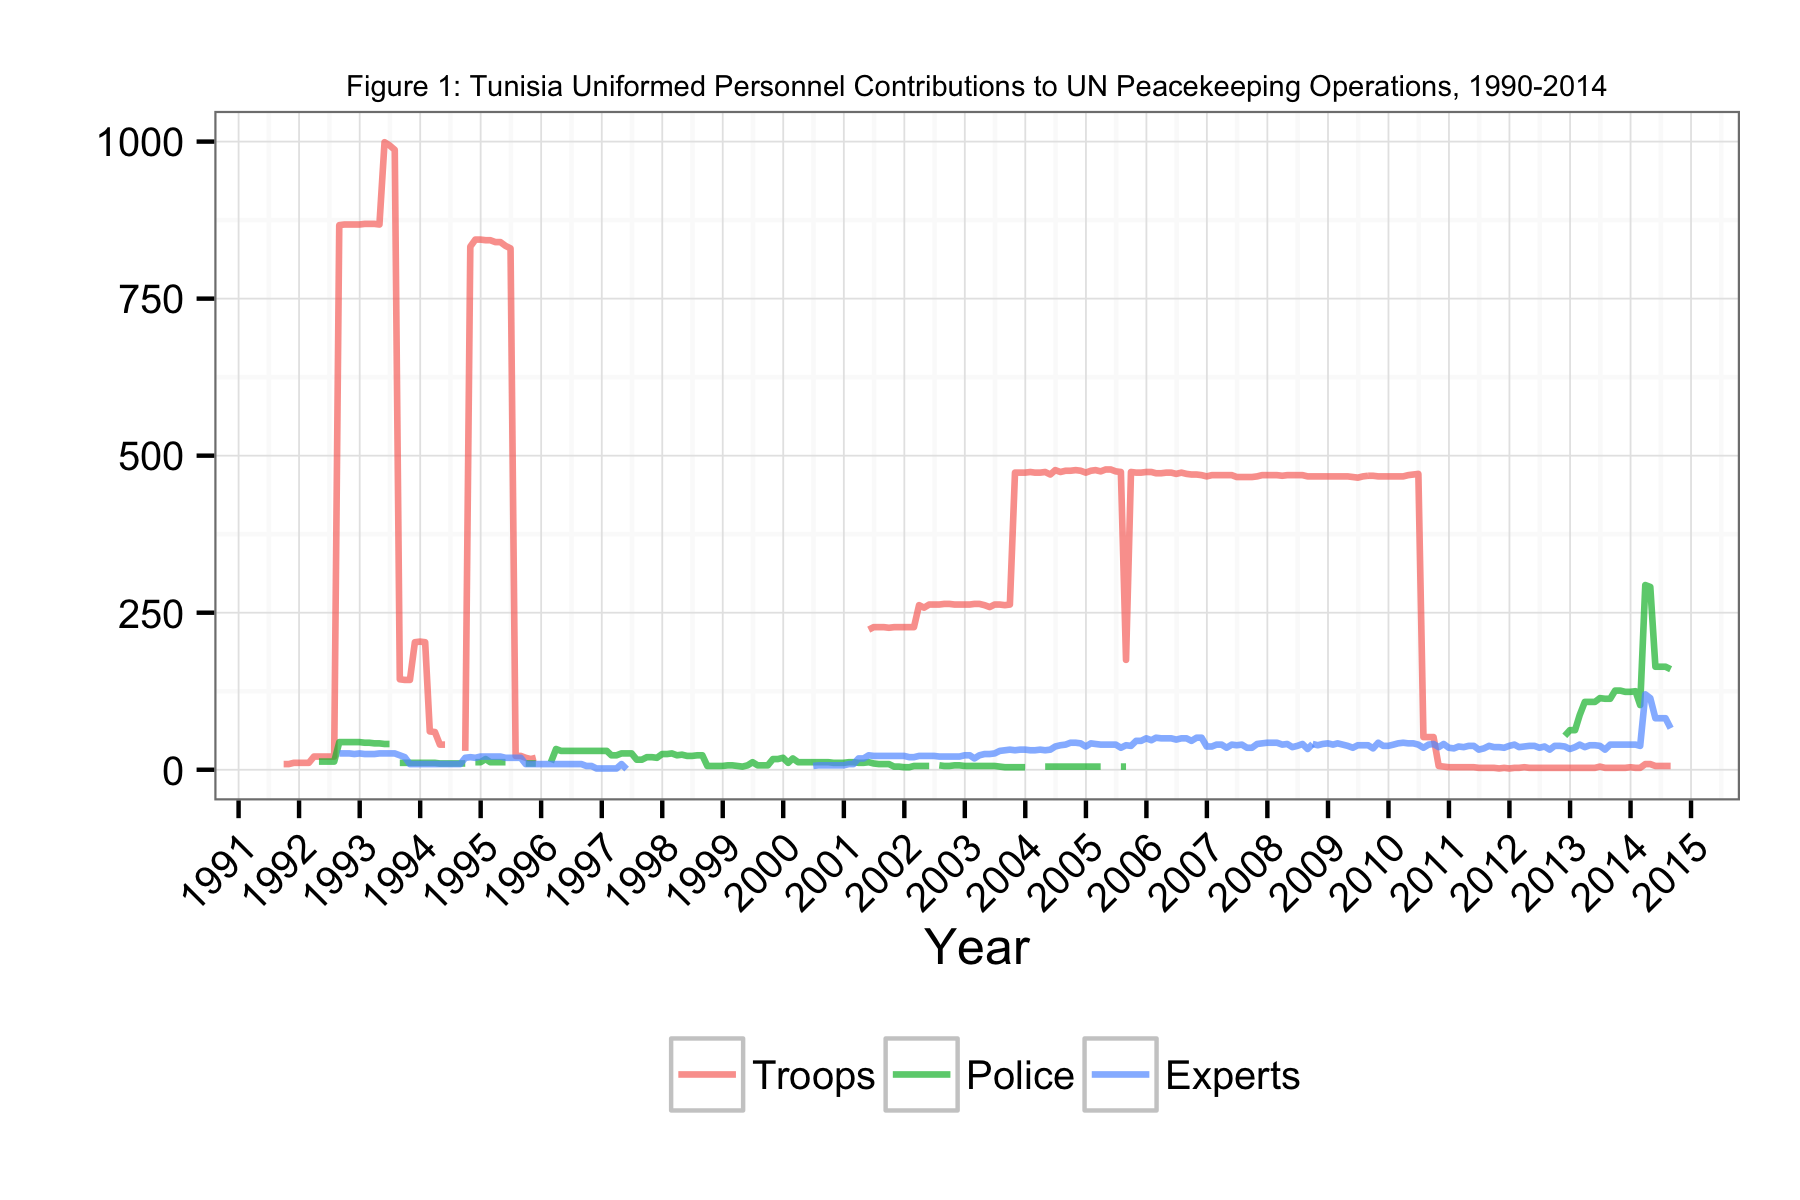 Figure 1: Tunisia Uniformed Personnel Contributions to UN Peacekeeping Operations, 1990-2014
1000
750
500
250
0
1991 1992 1993 1994 1995 1996 1997 1998 1999 2000 2001 2002 2003 2004 2005 2006 2007 2008 2009 2010 2011 2012 2013 2014 2015
Year
Troops Police Experts